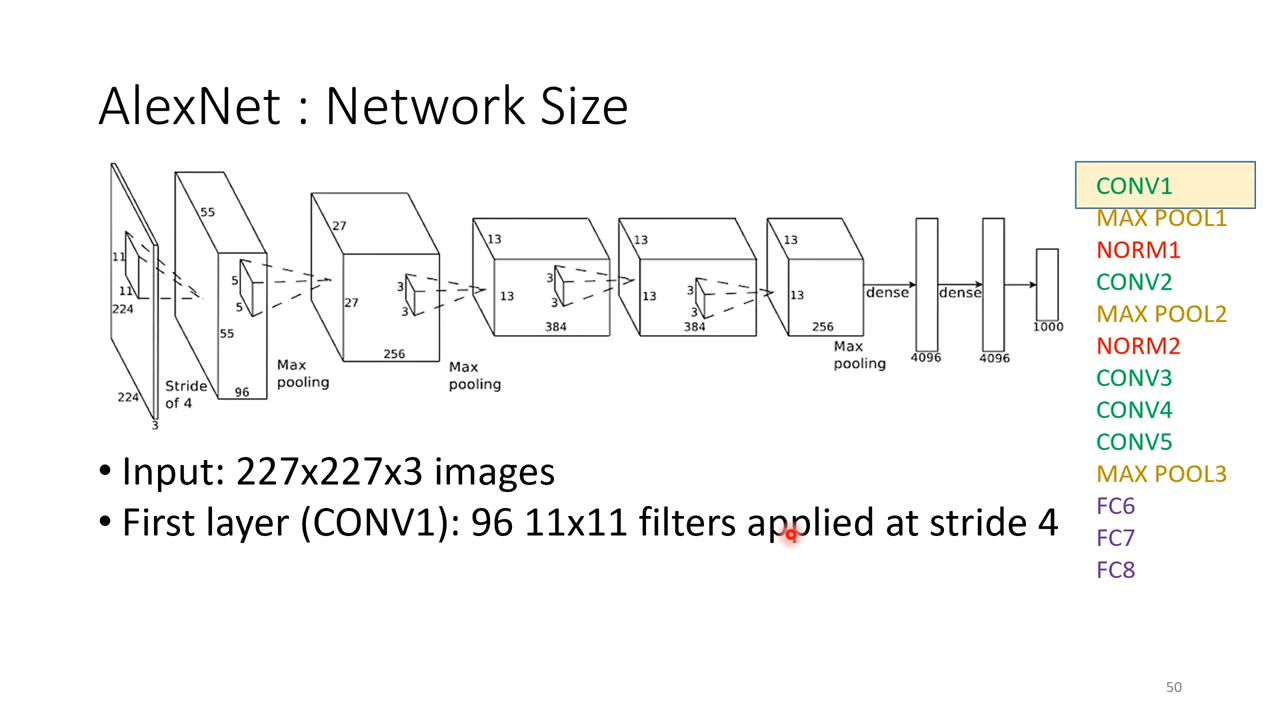 AlexNet : Network Size
11
11
224
224
3
Stride
of 4
55
55
96
5
5
Max
pooling
27
27
256
3
3
Max
pooling
13
13
384
3
3
13
13
384
3
3
13
13
256
Max
pooling
dense
4096
dense
4096
1000
CONV1
MAX POOL1
NORM1
CONV2
MAX POOL2
NORM2
CONV3
CONV4
CONV5
MAX POOL3
FC6
FC7
FC8
• Input: 227x227x3 images
• First layer (CONV1): 96 11x11 filters applied at stride 4
50